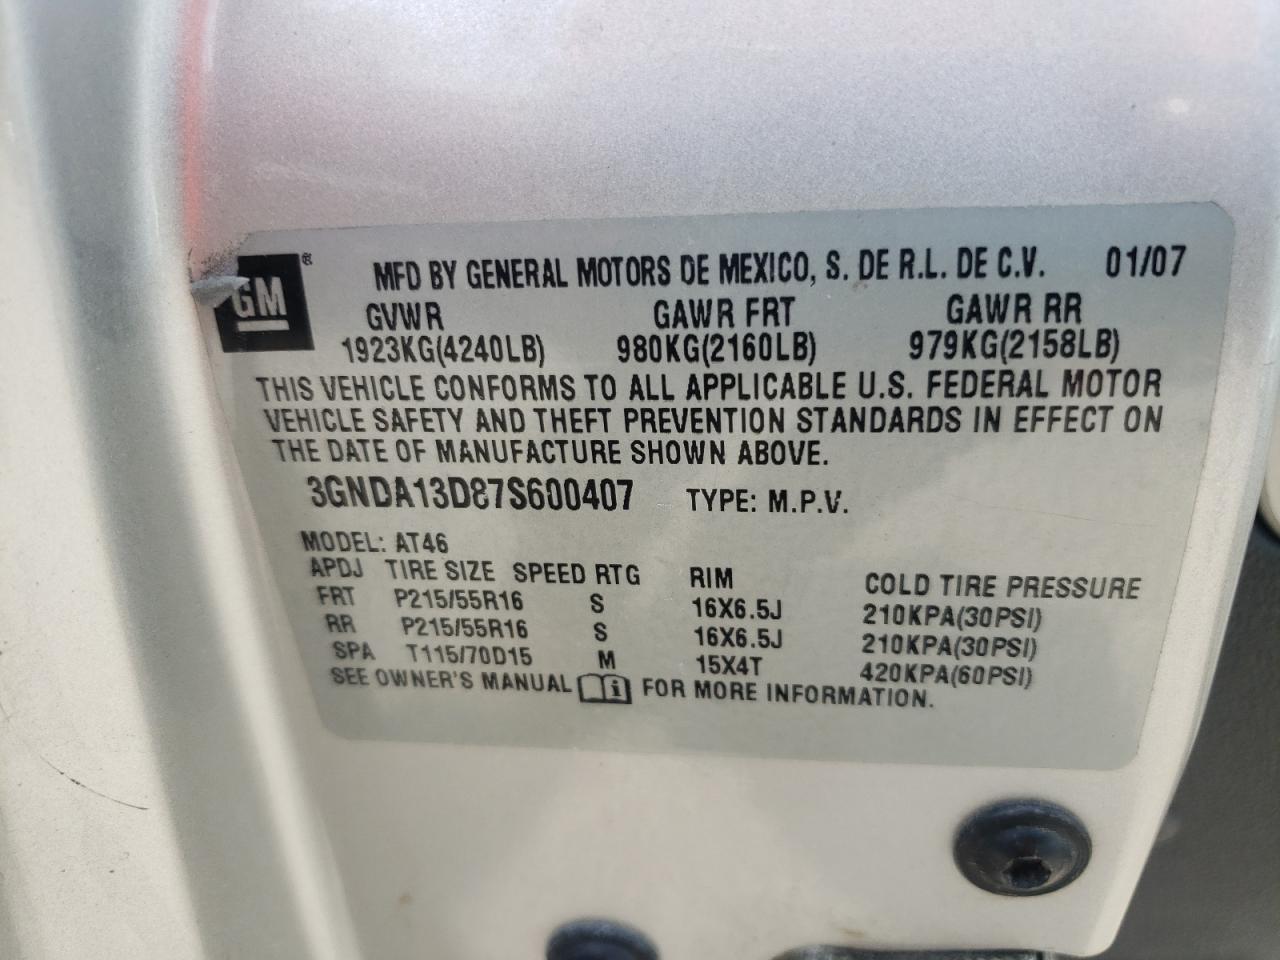 GM®
MFD BY GENERAL MOTORS DE MEXICO, S. DE R.L. DE C.V. 01/07
GVWR GAWR FRT GAWR RR
1923KG(4240LB) 980KG(2160LB) 979KG(2158LB)
THIS VEHICLE CONFORMS TO ALL APPLICABLE U.S. FEDERAL MOTOR
VEHICLE SAFETY AND THEFT PREVENTION STANDARDS IN EFFECT ON
THE DATE OF MANUFACTURE SHOWN ABOVE.
3GNDA13D87S600407 TYPE: M.P.V.
MODEL: AT46
APDJ TIRE SIZE SPEED RTG RIM COLD TIRE PRESSURE
FRT P215/55R16 S 16X6.5J 210KPA(30PSI)
RR P215/55R16 S 16X6.5J 210KPA(30PSI)
SPA T115/70D15 M 15X4T 420KPA(60PSI)
SEE OWNER'S MANUAL i FOR MORE INFORMATION.